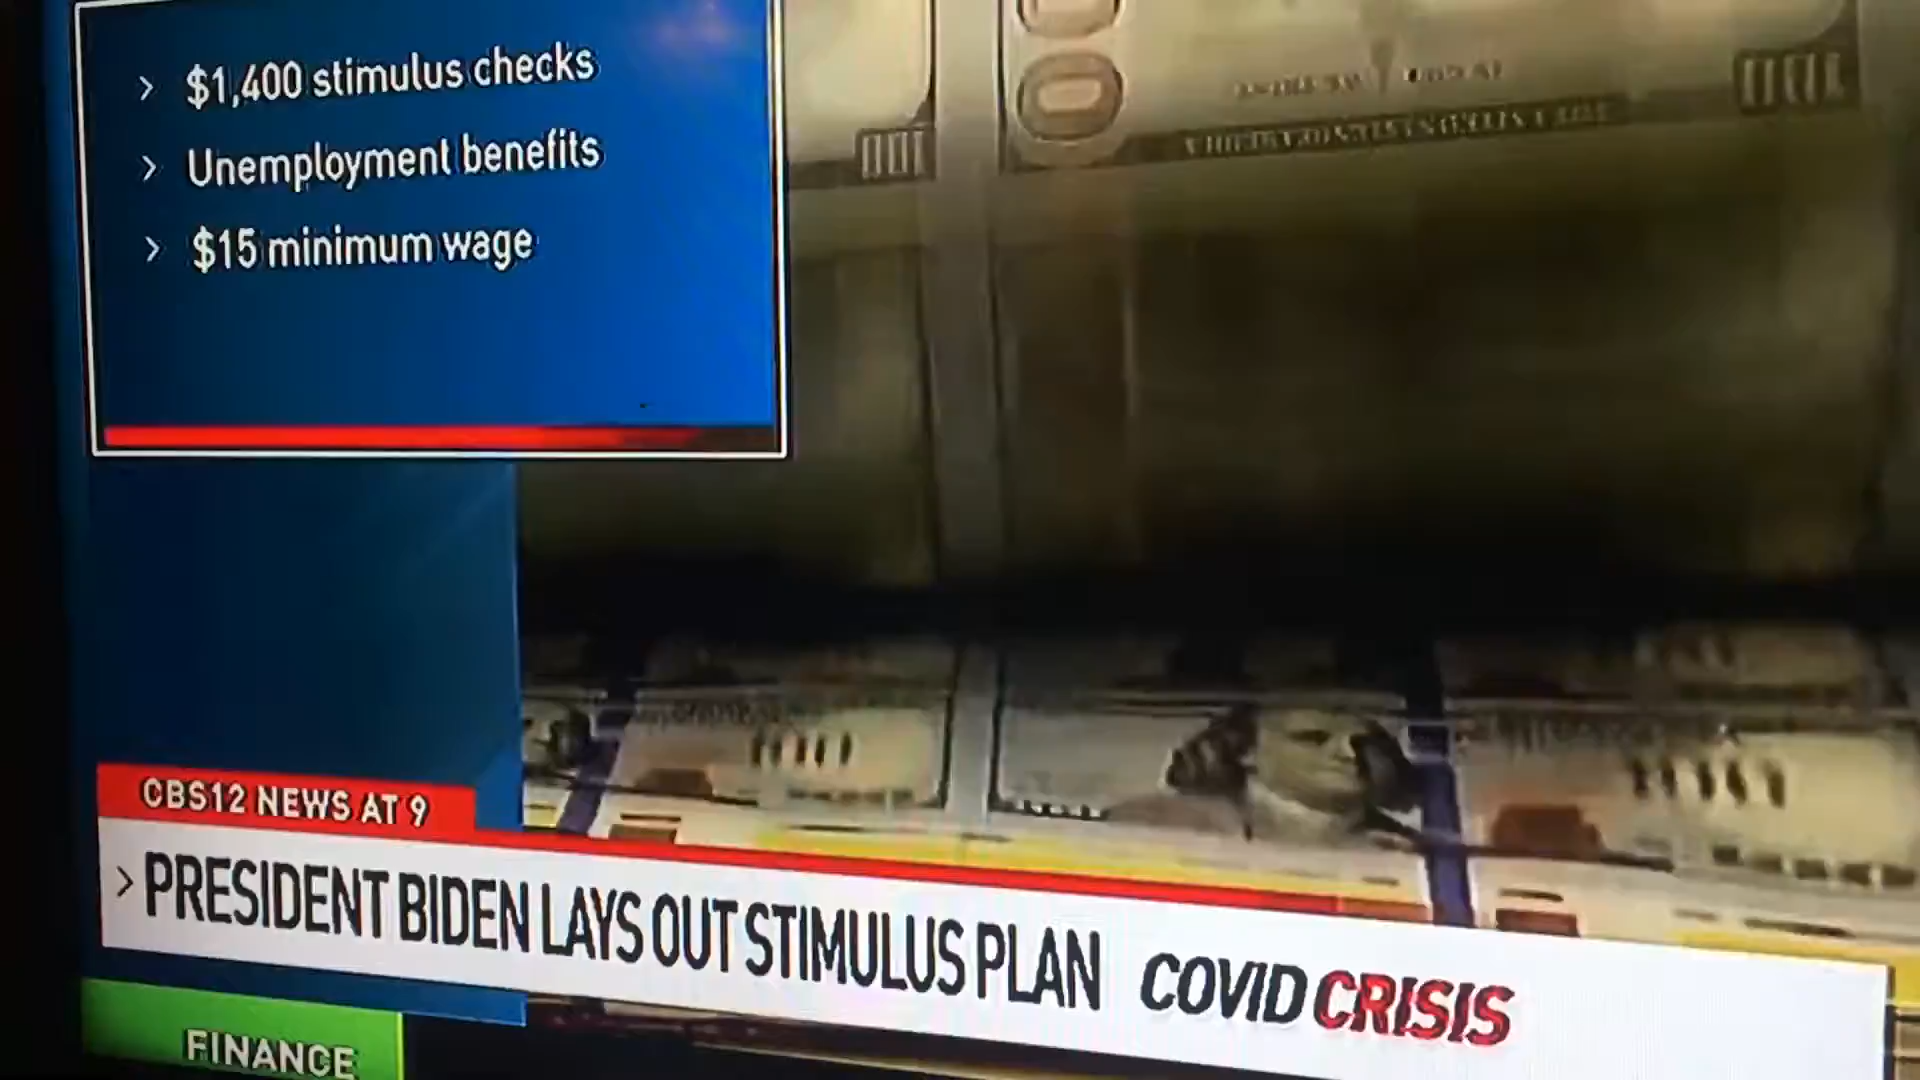 > $1,400 stimulus checks
> Unemployment benefits
> $15 minimum wage
CBS12 NEWS AT 9
> PRESIDENT BIDEN LAYS OUT STIMULUS PLAN COVID CRISIS
FINANCE